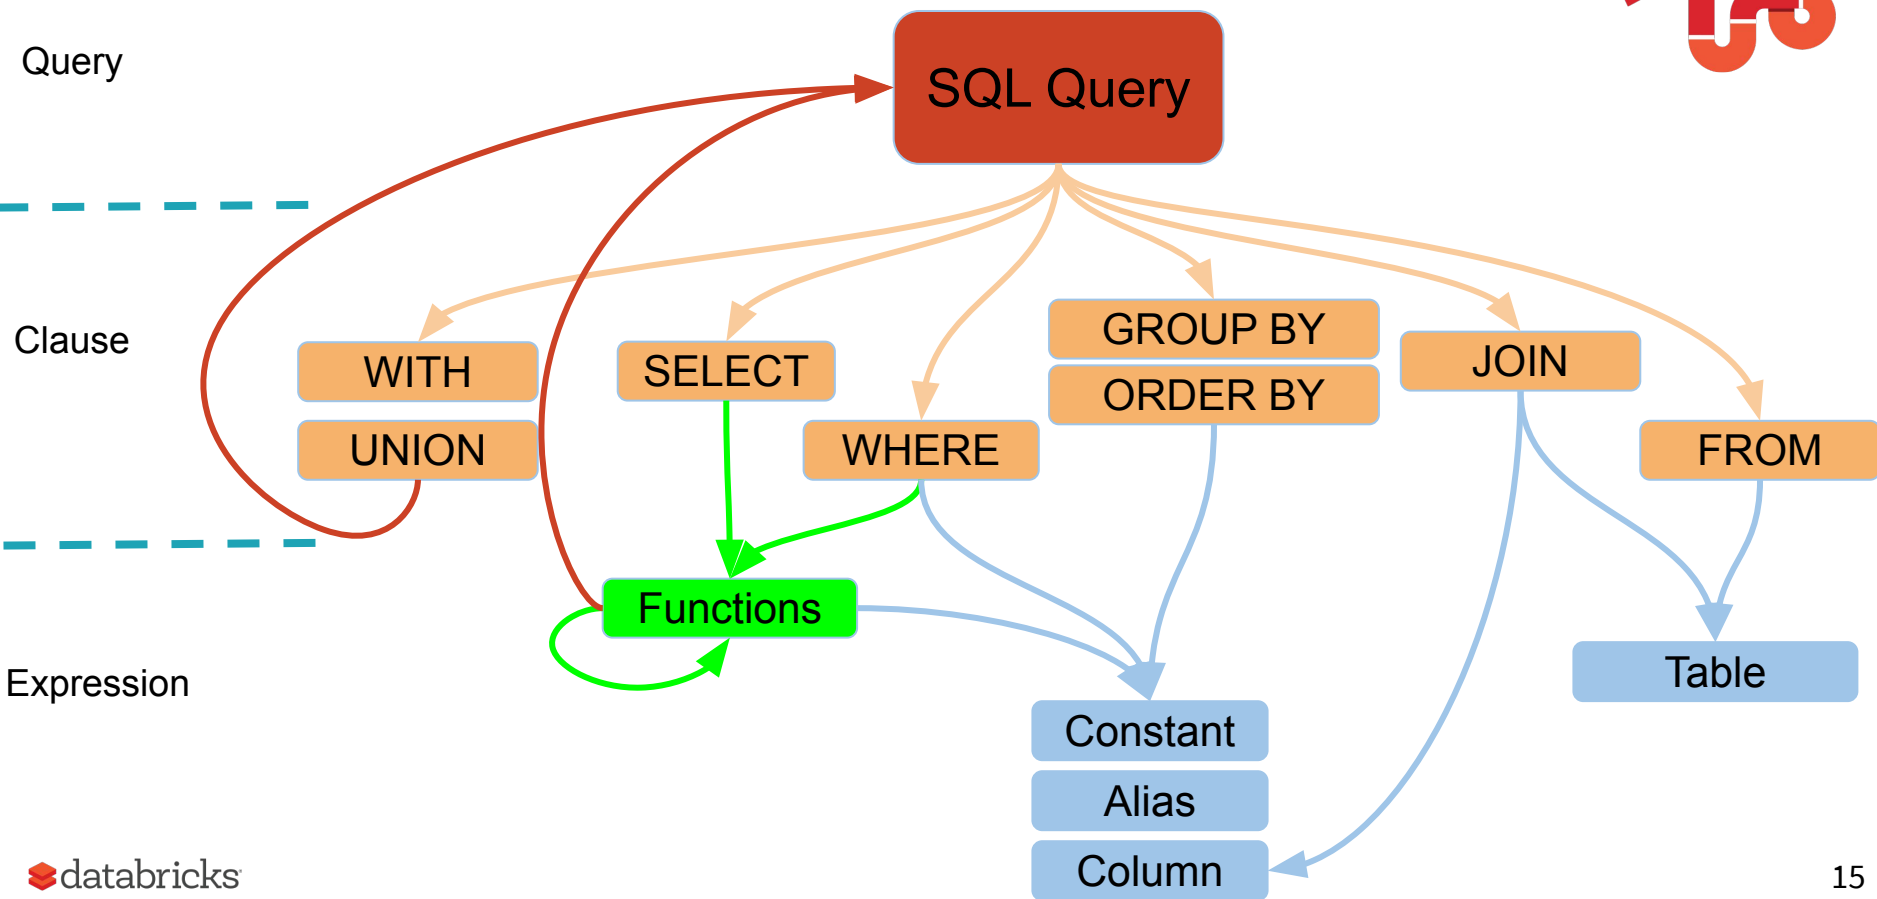 Query
SQL Query
Clause
WITH
UNION
SELECT
WHERE
GROUP BY
ORDER BY
JOIN
FROM
Expression
Functions
Constant
Alias
Column
Table
databricks
15